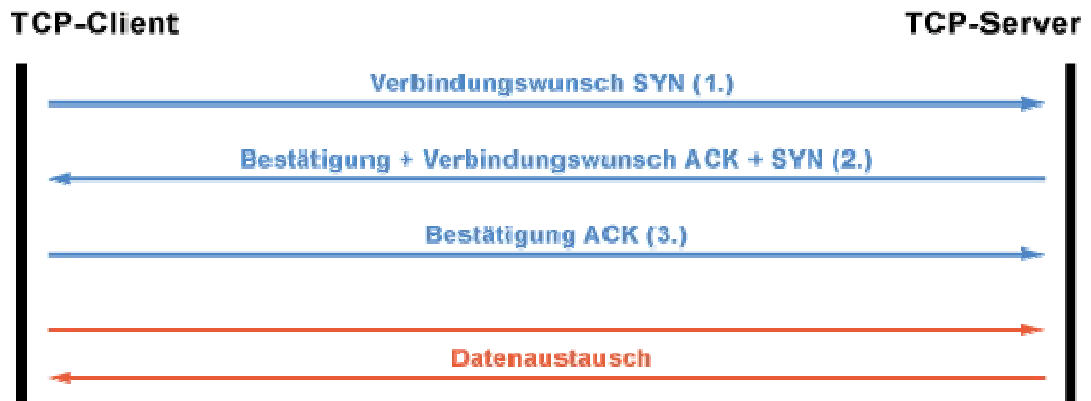 TCP-Client
TCP-Server
Verbindungswunsch SYN (1.)
Bestätigung + Verbindungswunsch ACK + SYN (2.)
Bestätigung ACK (3.)
Datenaustausch